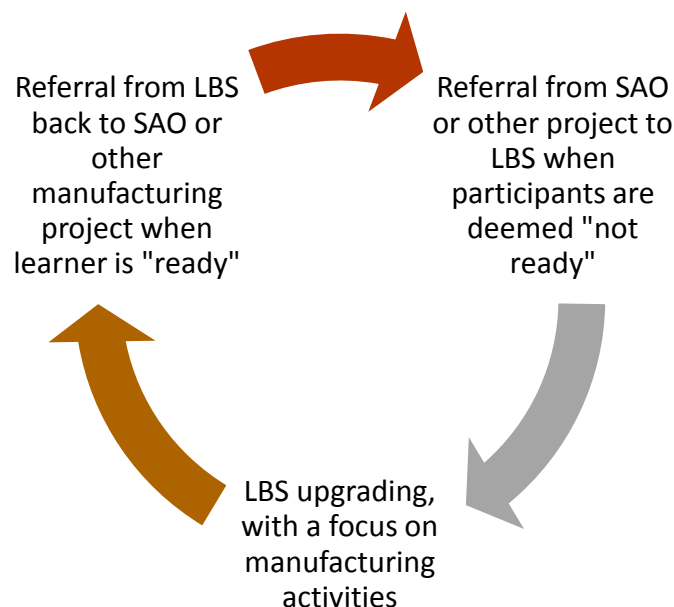 Referral from LBS
back to SAO or
other
manufacturing
project when
learner is "ready"
Referral from SAO
or other project to
LBS when
participants are
deemed "not
ready"
LBS upgrading,
with a focus on
manufacturing
activities